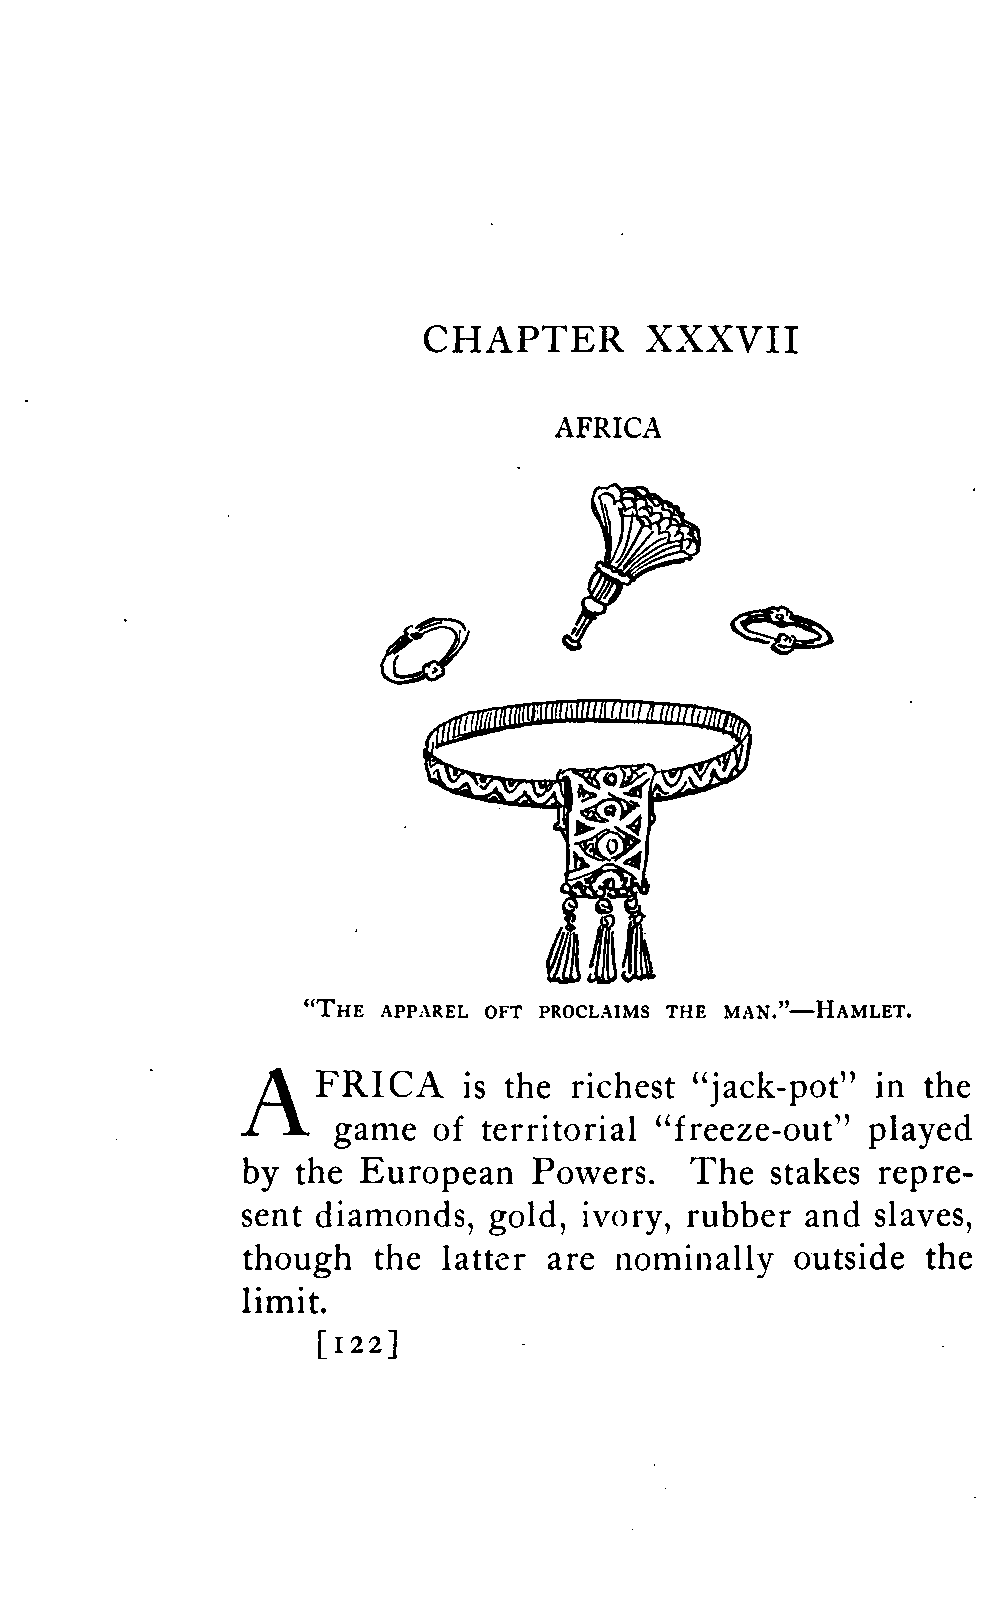 CHAPTER XXXVII
AFRICA
“THE APPAREL OFT PROCLAIMS THE MAN.”—HAMLET.
AFRICA is the richest “jack-pot” in the
game of territorial “freeze-out” played
by the European Powers. The stakes repre-
sent diamonds, gold, ivory, rubber and slaves,
though the latter are nominally outside the
limit.
[122]